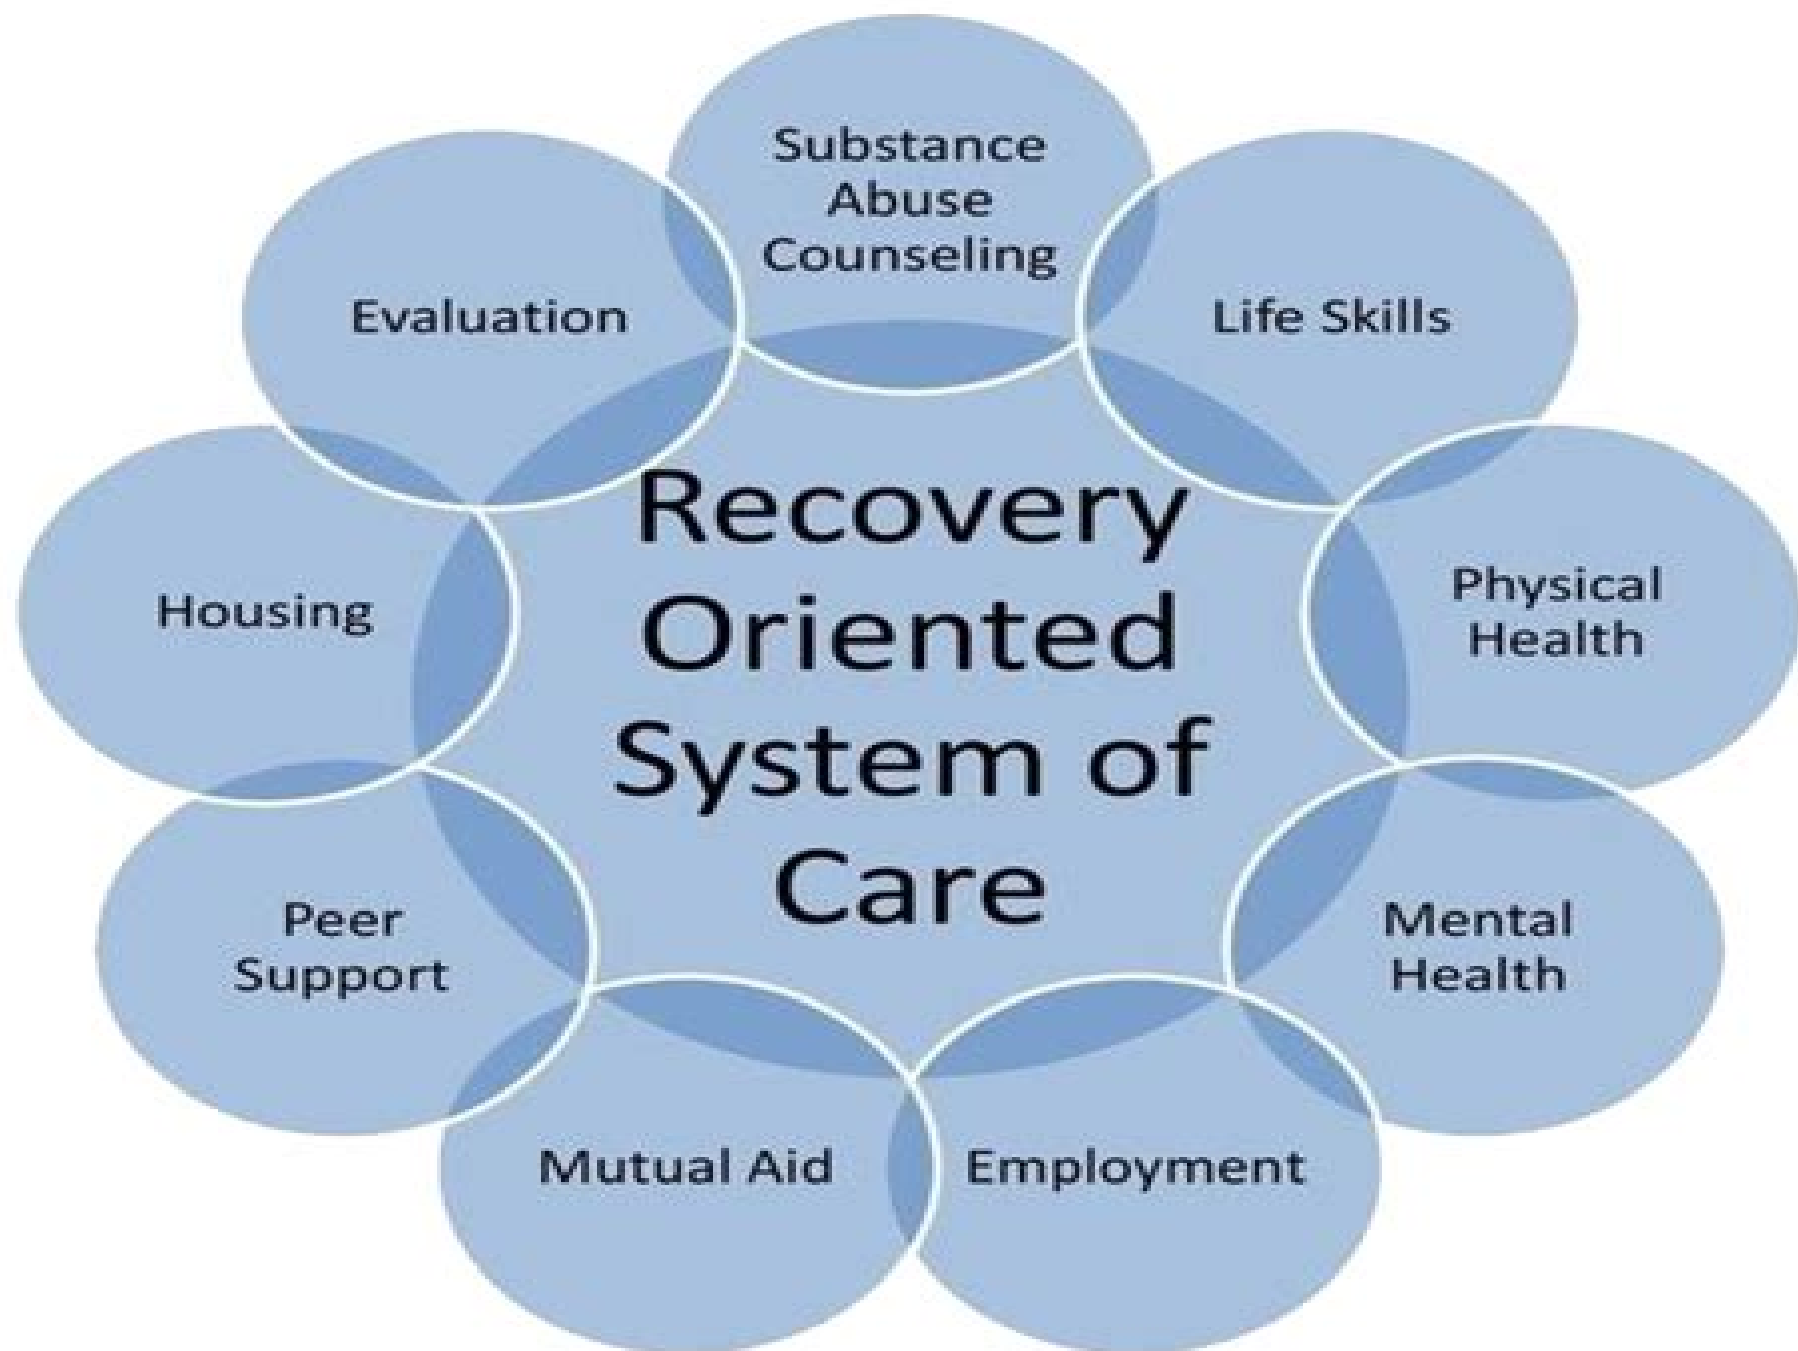 Substance
Abuse
Counseling
Evaluation
Life Skills
Recovery
Oriented
System of
Care
Housing
Physical
Health
Peer
Support
Mental
Health
Mutual Aid
Employment